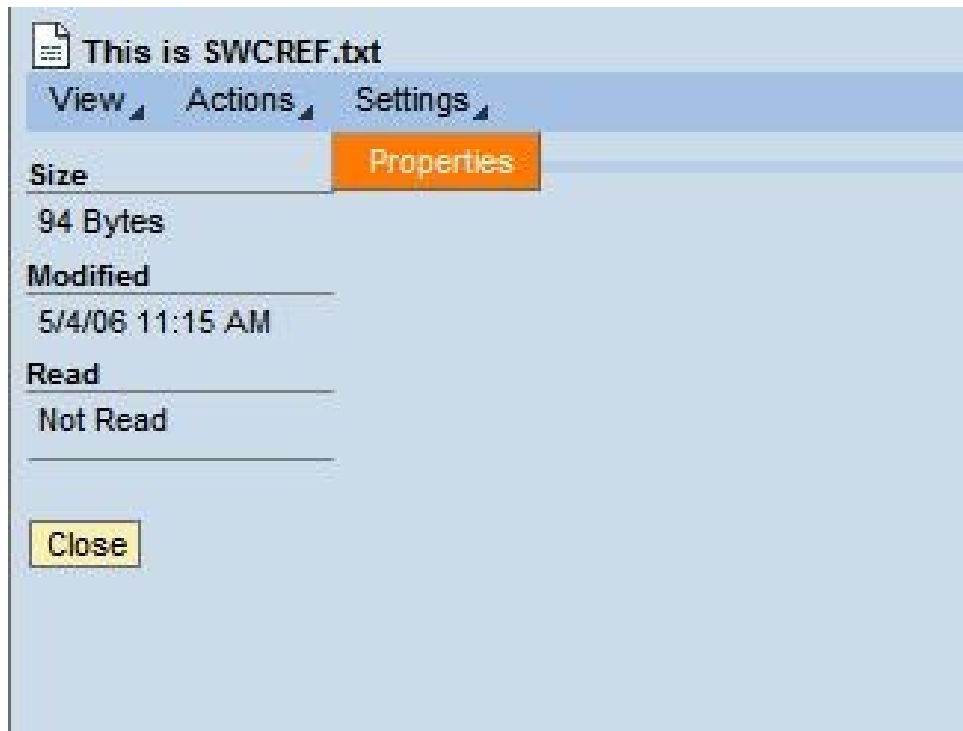 This is SWCREF.txt
View Actions Settings
Properties
Size
94 Bytes
Modified
5/4/06 11:15 AM
Read
Not Read
Close